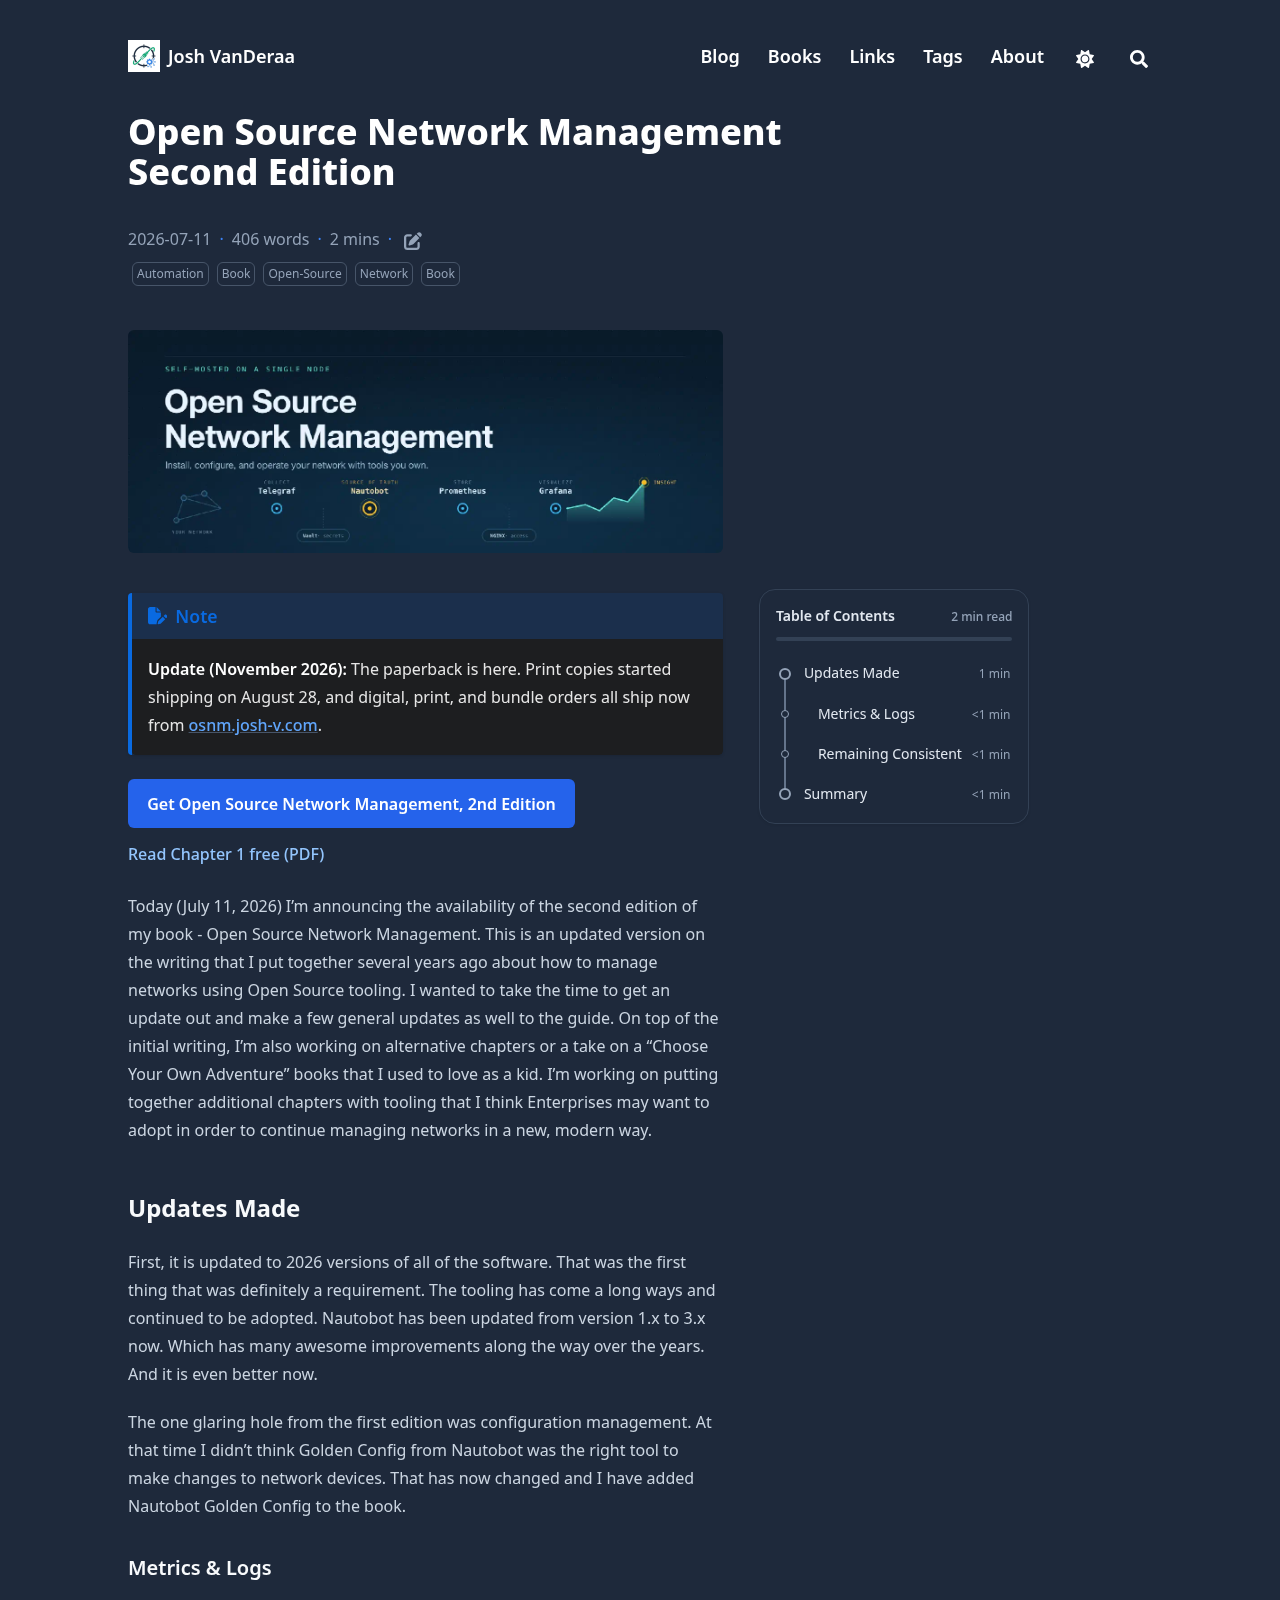 Josh VanDeraa
Blog Books Links Tags About
Open Source Network Management
Second Edition
2026-07-11 · 406 words · 2 mins ·
Automation Book Open-Source Network Book
SELF-HOSTED ON A SINGLE NODE
Open Source
Network Management
Install, configure, and operate your network with tools you own.
COLLECT SOURCE OF TRUTH STORE VISUALIZE INSIGHT
Telegraf Nautobot Prometheus Grafana
Vault· secrets NGINX· access
Note
Update (November 2026): The paperback is here. Print copies started
shipping on August 28, and digital, print, and bundle orders all ship now
from osnm.josh-v.com.
Table of Contents 2 min read
Updates Made 1 min
Metrics & Logs <1 min
Remaining Consistent <1 min
Summary <1 min
Get Open Source Network Management, 2nd Edition
Read Chapter 1 free (PDF)
Today (July 11, 2026) I’m announcing the availability of the second edition of
my book - Open Source Network Management. This is an updated version on
the writing that I put together several years ago about how to manage
networks using Open Source tooling. I wanted to take the time to get an
update out and make a few general updates as well to the guide. On top of the
initial writing, I’m also working on alternative chapters or a take on a “Choose
Your Own Adventure” books that I used to love as a kid. I’m working on putting
together additional chapters with tooling that I think Enterprises may want to
adopt in order to continue managing networks in a new, modern way.
Updates Made
First, it is updated to 2026 versions of all of the software. That was the first
thing that was definitely a requirement. The tooling has come a long ways and
continued to be adopted. Nautobot has been updated from version 1.x to 3.x
now. Which has many awesome improvements along the way over the years.
And it is even better now.
The one glaring hole from the first edition was configuration management. At
that time I didn’t think Golden Config from Nautobot was the right tool to
make changes to network devices. That has now changed and I have added
Nautobot Golden Config to the book.
Metrics & Logs